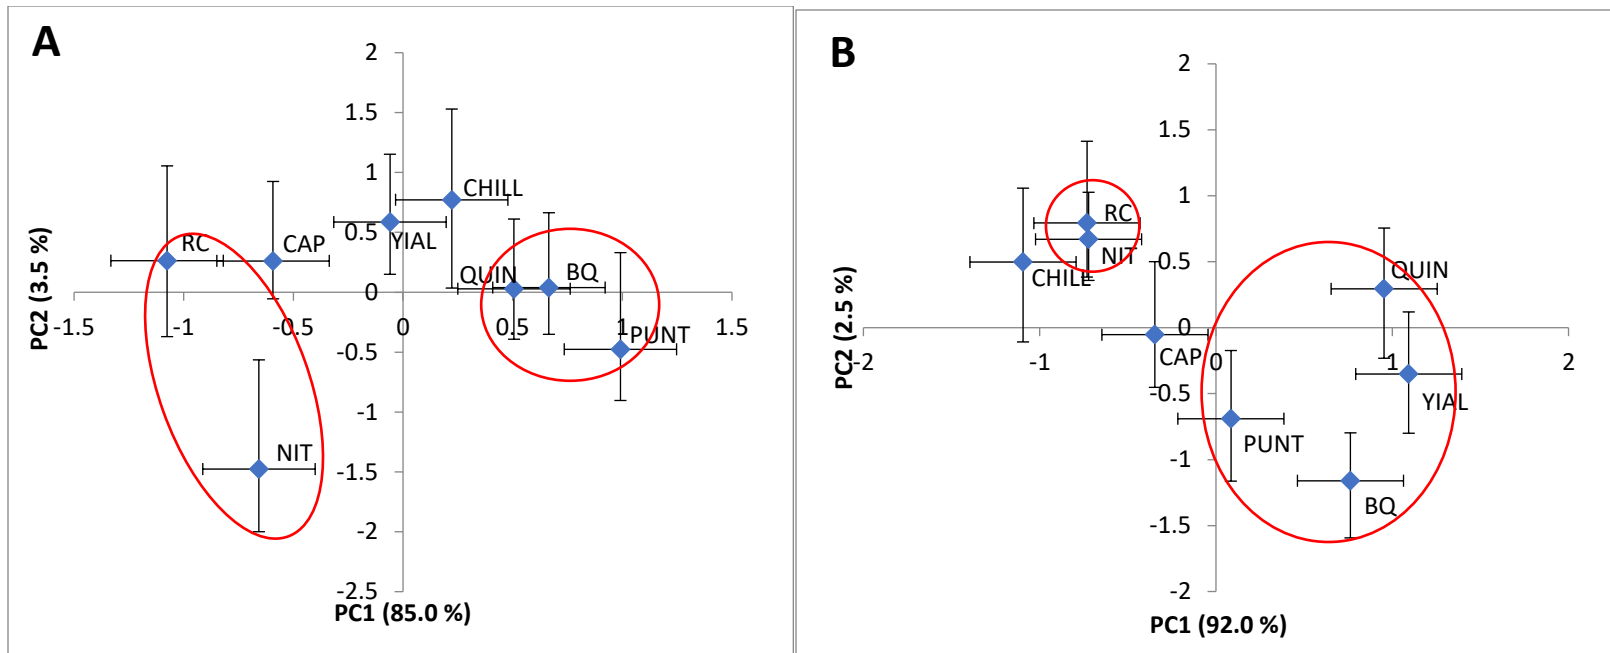 A
2
1.5
1
0.5
0
-0.5
-1
-1.5
-2
-2.5
-1.5
-1
-0.5
0
0.5
1
1.5
RC
CAP
YIAL
CHILL
QUIN
BQ
PUNT
NIT
PC2 (3.5 %)
PC1 (85.0 %)
B
2
1.5
1
0.5
0
-0.5
-1
-1.5
-2
-2
-1
0
1
2
RC
NIT
CHILL
CAP
QUIN
YIAL
PUNT
BQ
PC2 (2.5 %)
PC1 (92.0 %)